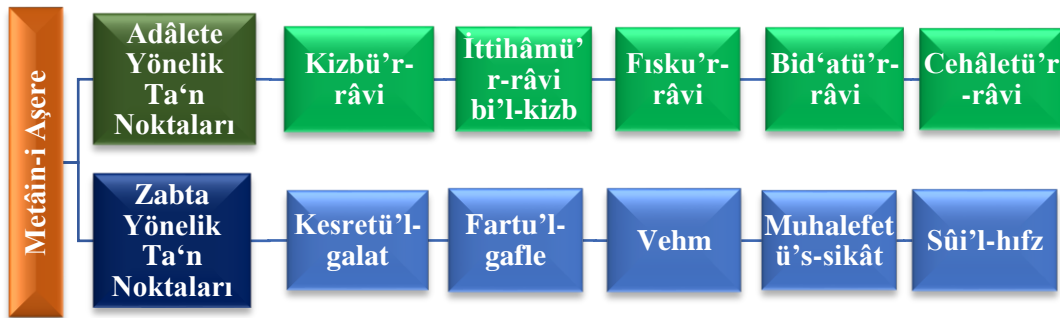 Metâin-i Aşere
Adâlete
Yönelik
Ta‘n
Noktaları
Kizbü’r-
râvi
İttihâmü’
r-râvi
bi’l-kizb
Fısku’r-
râvi
Bid‘atü’r-
râvi
Cehâletü’r
-râvi
Zabta
Yönelik
Ta‘n
Noktaları
Kesretü’l-
galat
Fartu’l-
gafle
Vehm
Muhalefet
ü’s-sikât
Sûi’l-hıfz